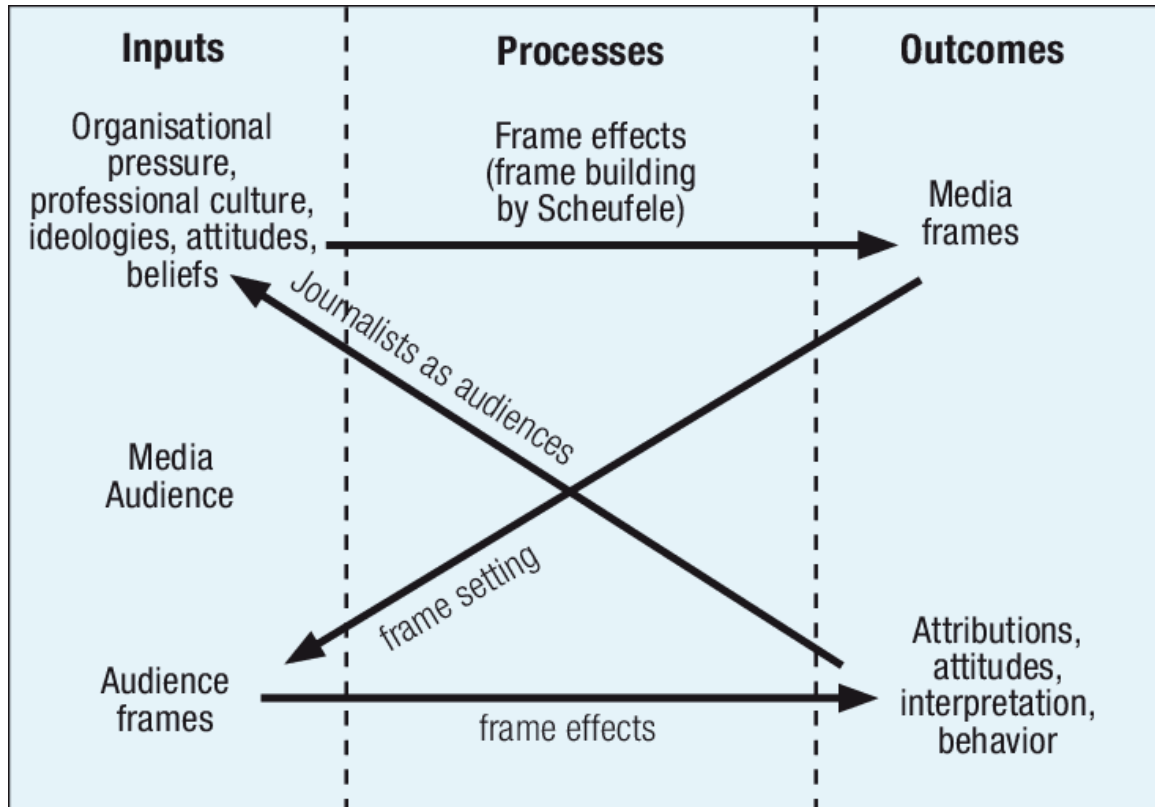 Inputs
Processes
Outcomes
Organisational
pressure,
professional culture,
ideologies, attitudes,
beliefs
Frame effects
(frame building
by Scheufele)
Media
frames
Journalists as audiences
Media
Audience
frame setting
Audience
frames
frame effects
Attributions,
attitudes,
interpretation,
behavior